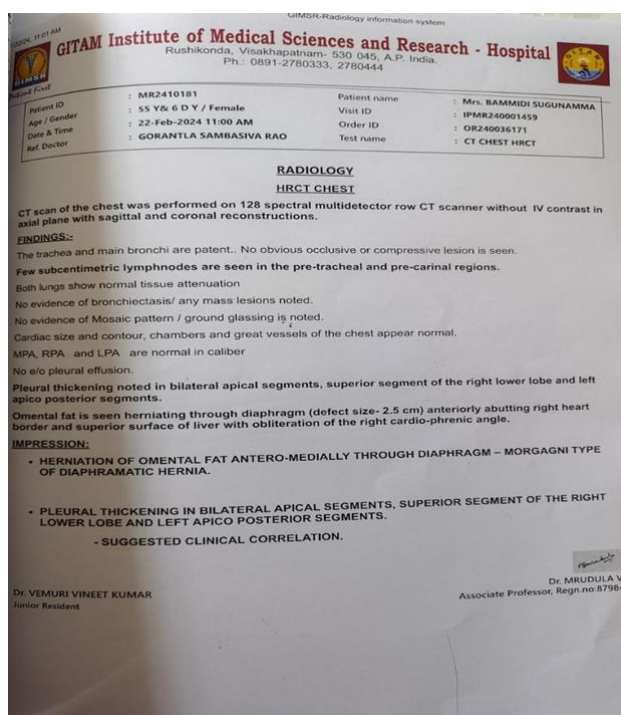 GIMSR-Radiology information system
11:01 AM
GITAM Institute of Medical Sciences and Research - Hospital
Rushikonda, Visakhapatnam- 530 045, A.P. India.
Ph.: 0891-2780333, 2780444
GIMSR
GITAM
Patient First
Patient ID : MR2410181 Patient name : Mrs. BAMMIDI SUGUNAMMA
Age / Gender : 55 Y& 6 D Y / Female Visit ID : IPMR240001459
Date & Time : 22-Feb-2024 11:00 AM Order ID : OR240036171
Ref. Doctor : GORANTLA SAMBASIVA RAO Test name : CT CHEST HRCT
RADIOLOGY
HRCT CHEST
CT scan of the chest was performed on 128 spectral multidetector row CT scanner without IV contrast in
axial plane with sagittal and coronal reconstructions.
FINDINGS:-
The trachea and main bronchi are patent.. No obvious occlusive or compressive lesion is seen.
Few subcentimetric lymphnodes are seen in the pre-tracheal and pre-carinal regions.
Both lungs show normal tissue attenuation
No evidence of bronchiectasis/ any mass lesions noted.
No evidence of Mosaic pattern / ground glassing is noted.
Cardiac size and contour, chambers and great vessels of the chest appear normal.
MPA, RPA and LPA are normal in caliber
No e/o pleural effusion.
Pleural thickening noted in bilateral apical segments, superior segment of the right lower lobe and left
apico posterior segments.
Omental fat is seen herniating through diaphragm (defect size- 2.5 cm) anteriorly abutting right heart
border and superior surface of liver with obliteration of the right cardio-phrenic angle.
IMPRESSION:
• HERNIATION OF OMENTAL FAT ANTERO-MEDIALLY THROUGH DIAPHRAGM – MORGAGNI TYPE
OF DIAPHRAMATIC HERNIA.
• PLEURAL THICKENING IN BILATERAL APICAL SEGMENTS, SUPERIOR SEGMENT OF THE RIGHT
LOWER LOBE AND LEFT APICO POSTERIOR SEGMENTS.
- SUGGESTED CLINICAL CORRELATION.
Dr. VEMURI VINEET KUMAR Dr. MRUDULA V
Junior Resident Associate Professor, Regn.no:8798